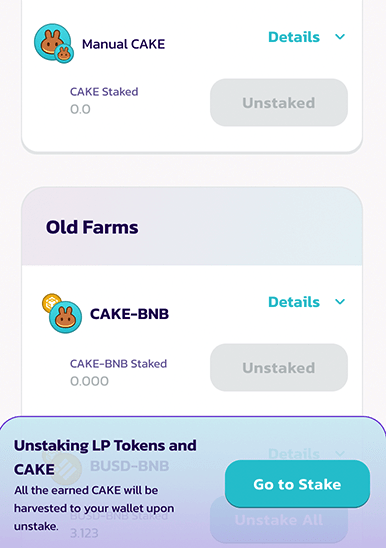 Manual CAKE
Details
CAKE Staked
0.0
Unstaked
Old Farms
CAKE-BNB
Details
CAKE-BNB Staked
0.000
Unstaked
Unstaking LP Tokens and
CAKE
All the earned CAKE will be
harvested to your wallet upon
unstake.
Go to Stake
BUSD-BNB
Details
BUSD-BNB Staked
3.123
Unstake All